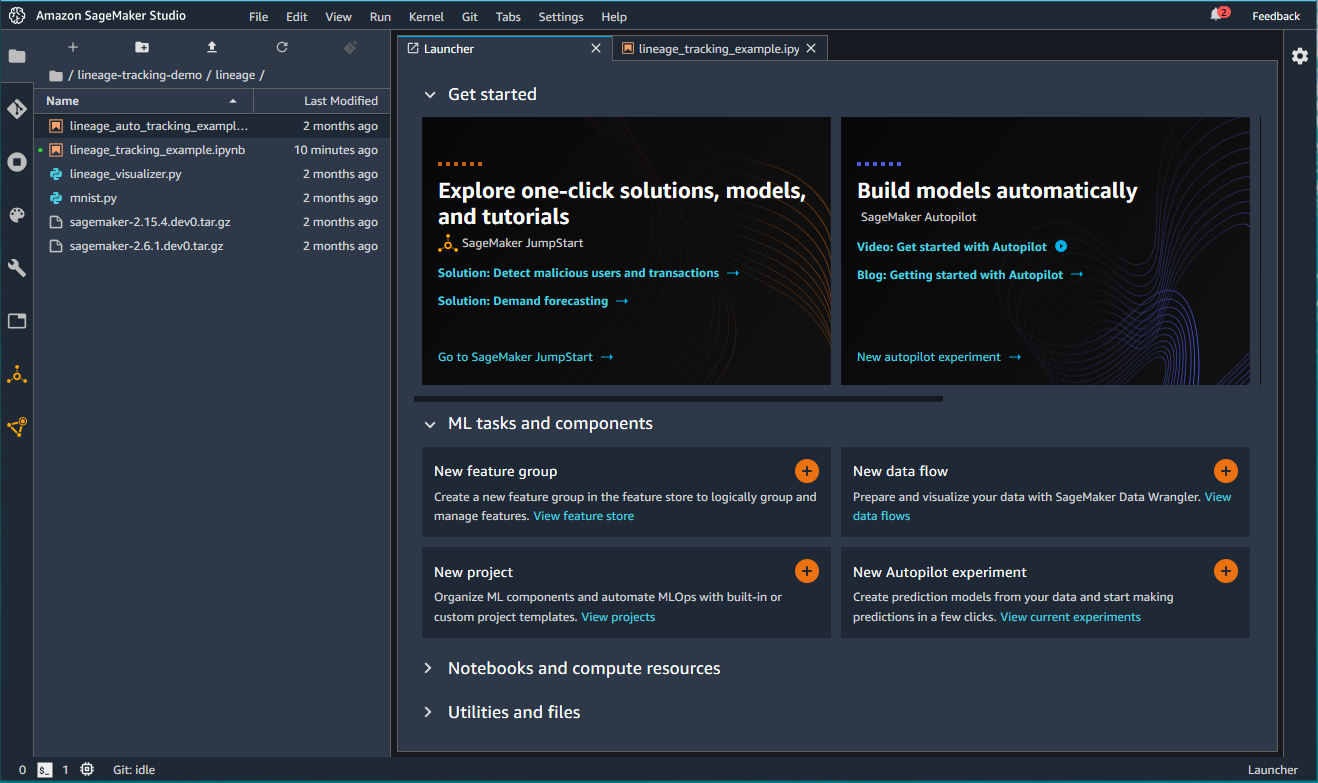 Amazon SageMaker Studio File Edit View Run Kernel Git Tabs Settings Help 2 Feedback
/ lineage-tracking-demo / lineage /
Name Last Modified
lineage_auto_tracking_exampl... 2 months ago
lineage_tracking_example.ipynb 10 minutes ago
lineage_visualizer.py 2 months ago
mnist.py 2 months ago
sagemaker-2.15.4.dev0.tar.gz 2 months ago
sagemaker-2.6.1.dev0.tar.gz 2 months ago
Launcher lineage_tracking_example.ipy
Get started
Explore one-click solutions, models,
and tutorials
SageMaker JumpStart
Solution: Detect malicious users and transactions →
Solution: Demand forecasting →
Go to SageMaker JumpStart →
Build models automatically
SageMaker Autopilot
Video: Get started with Autopilot
Blog: Getting started with Autopilot →
New autopilot experiment →
ML tasks and components
New feature group
Create a new feature group in the feature store to logically group and
manage features. View feature store
New data flow
Prepare and visualize your data with SageMaker Data Wrangler. View
data flows
New project
Organize ML components and automate MLOps with built-in or
custom project templates. View projects
New Autopilot experiment
Create prediction models from your data and start making
predictions in a few clicks. View current experiments
Notebooks and compute resources
Utilities and files
0 $_ 1 Git: idle Launcher